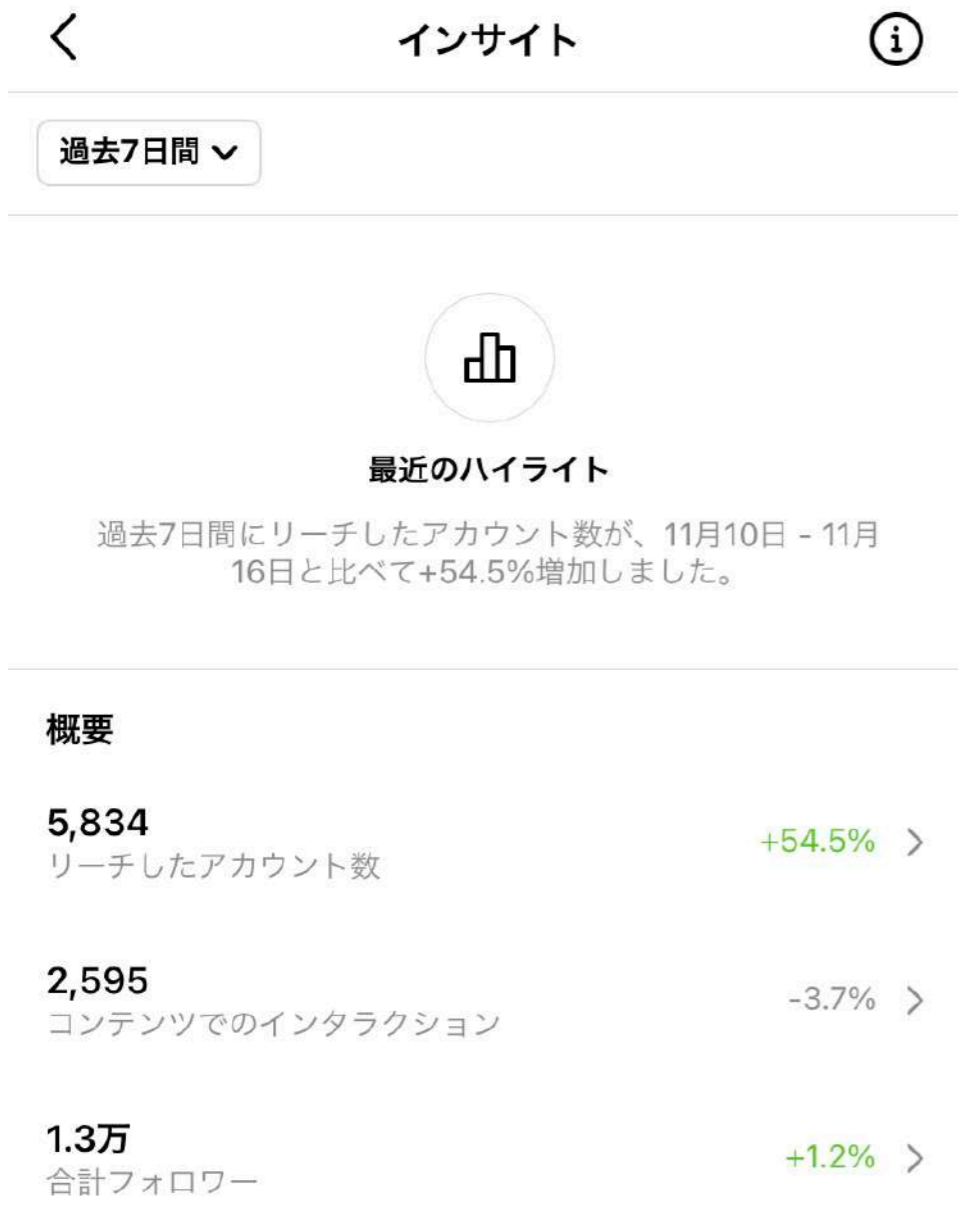 インサイト
過去7日間
最近のハイライト
過去7日間にリーチしたアカウント数が、11月10日 - 11月
16日と比べて+54.5%増加しました。
概要
5,834
リーチしたアカウント数
+54.5%
2,595
コンテンツでのインタラクション
-3.7%
1.3万
合計フォロワー
+1.2%